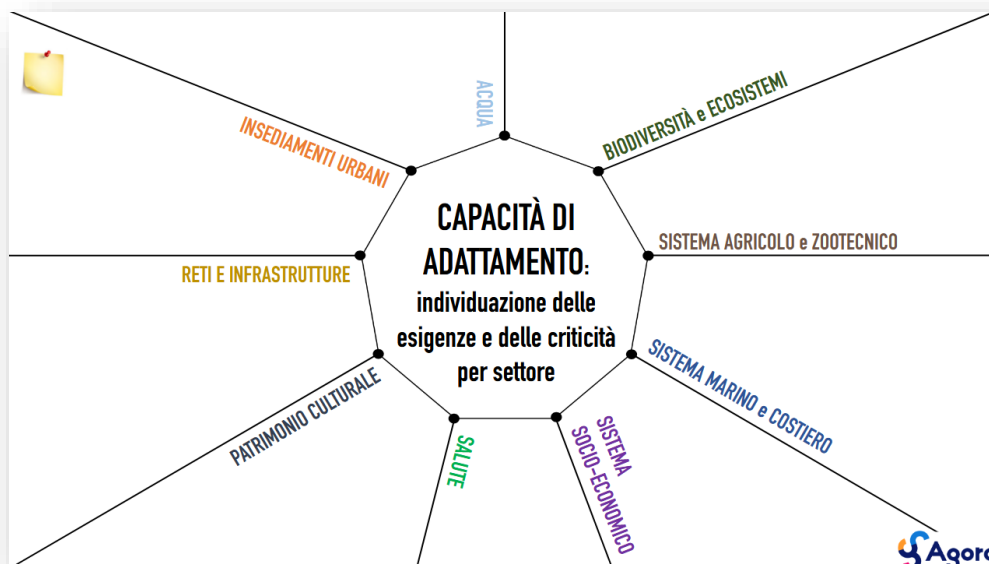 ACQUA
BIODIVERSITÀ e ECOSISTEMI
INSEDIAMENTI URBANI
CAPACITÀ DI
ADATTAMENTO:
individuazione delle
esigenze e delle criticità
per settore
SISTEMA AGRICOLO e ZOOTECNICO
RETI E INFRASTRUTTURE
SISTEMA MARINO e COSTIERO
PATRIMONIO CULTURALE
SALUTE
SISTEMA
SOCIO-ECONOMICO
Agora